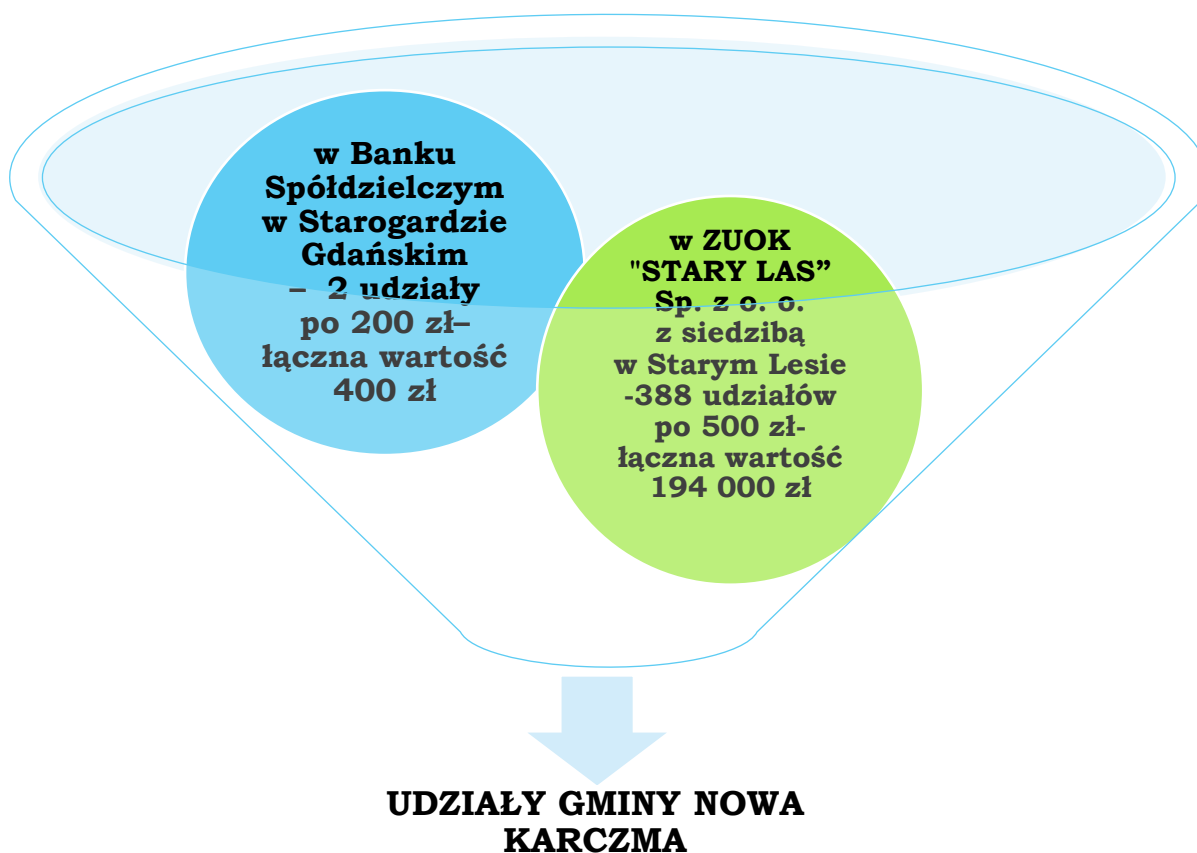 w Banku
Spółdzielczym
w Starogardzie
Gdańskim
– 2 udziały
po 200 zł–
łączna wartość
400 zł
w ZUOK
"STARY LAS”
Sp. z o. o.
z siedzibą
w Starym Lesie
-388 udziałów
po 500 zł-
łączna wartość
194 000 zł
UDZIAŁY GMINY NOWA
KARCZMA